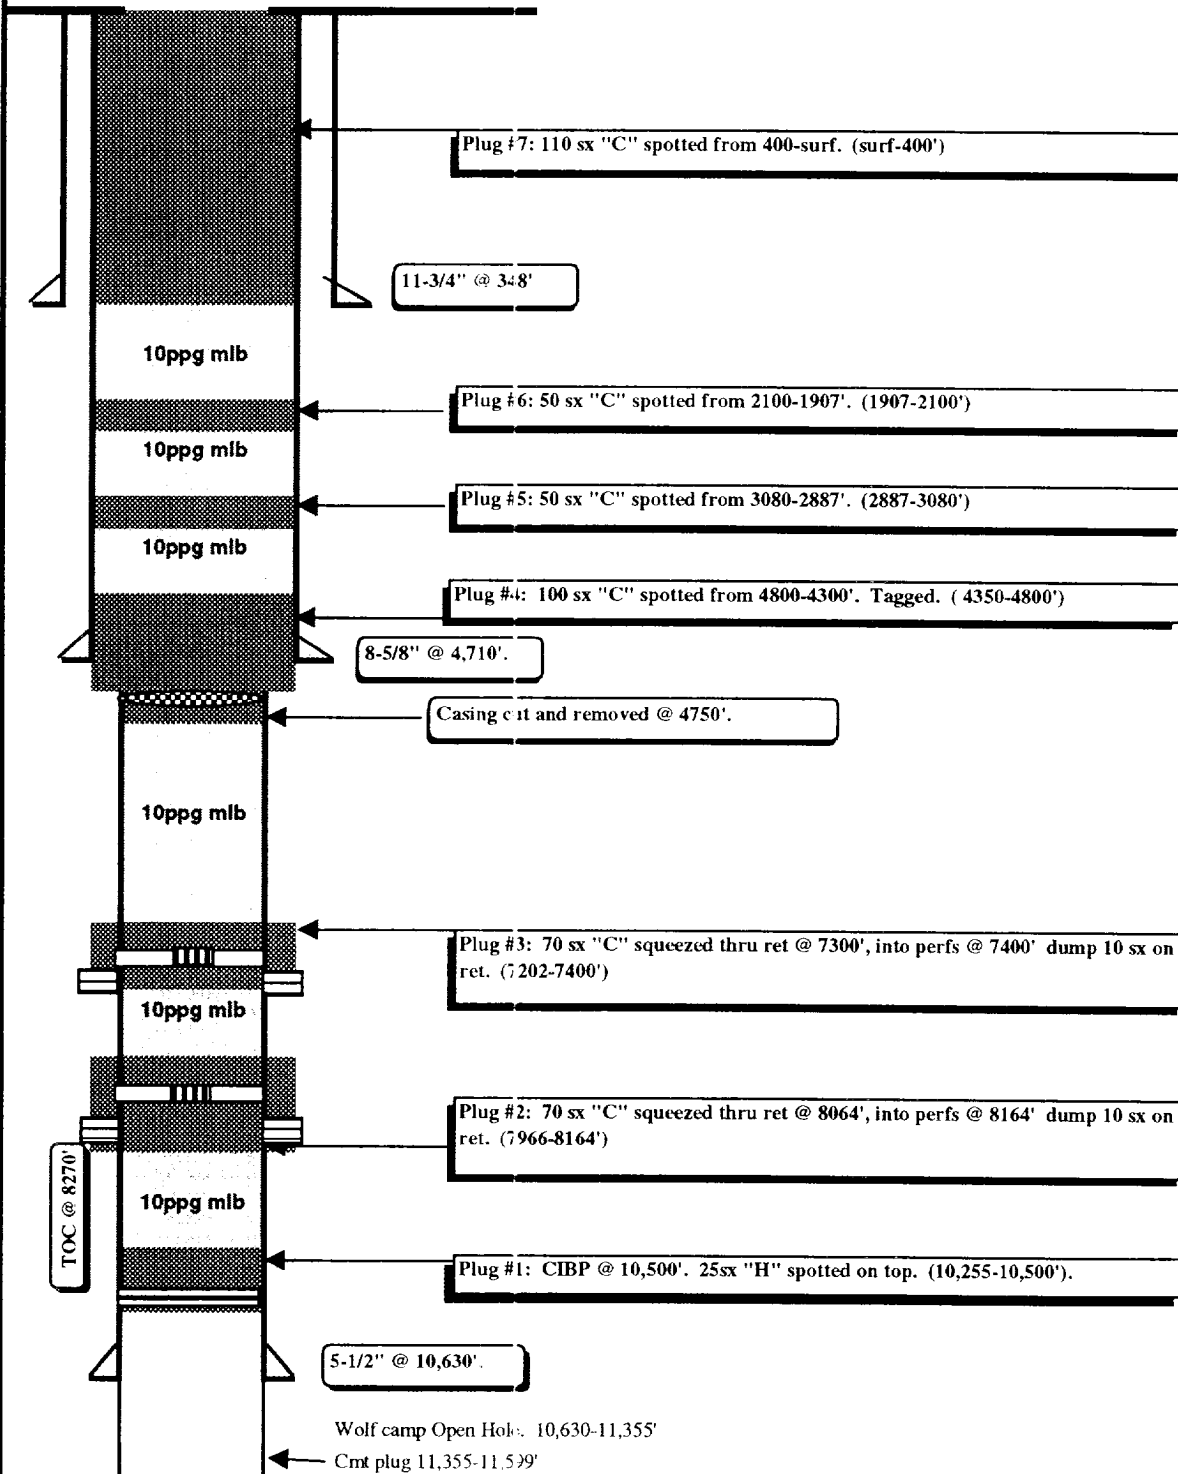 Plug #7: 110 sx "C" spotted from 400-surf. (surf-400')
11-3/4" @ 348'
10ppg mlb
Plug #6: 50 sx "C" spotted from 2100-1907'. (1907-2100')
10ppg mlb
Plug #5: 50 sx "C" spotted from 3080-2887'. (2887-3080')
10ppg mlb
Plug #4: 100 sx "C" spotted from 4800-4300'. Tagged. ( 4350-4800')
8-5/8" @ 4,710'.
Casing cut and removed @ 4750'.
10ppg mlb
Plug #3: 70 sx "C" squeezed thru ret @ 7300', into perfs @ 7400' dump 10 sx on
ret. (7202-7400')
10ppg mlb
Plug #2: 70 sx "C" squeezed thru ret @ 8064', into perfs @ 8164' dump 10 sx on
ret. (7966-8164')
TOC @ 8270'
10ppg mlb
Plug #1: CIBP @ 10,500'. 25sx "H" spotted on top. (10,255-10,500').
5-1/2" @ 10,630'.
Wolf camp Open Hole. 10,630-11,355'
Cmt plug 11,355-11,599'